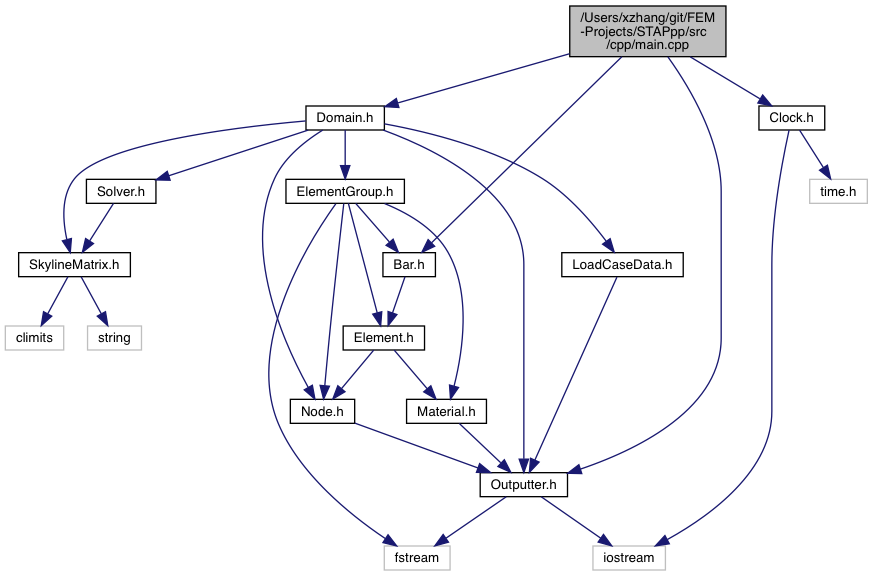 /Users/xzhang/git/FEM
-Projects/STAPpp/src
/cpp/main.cpp
Domain.h
Clock.h
Solver.h
ElementGroup.h
time.h
SkylineMatrix.h
Bar.h
LoadCaseData.h
climits
string
Element.h
Node.h
Material.h
Outputter.h
fstream
iostream